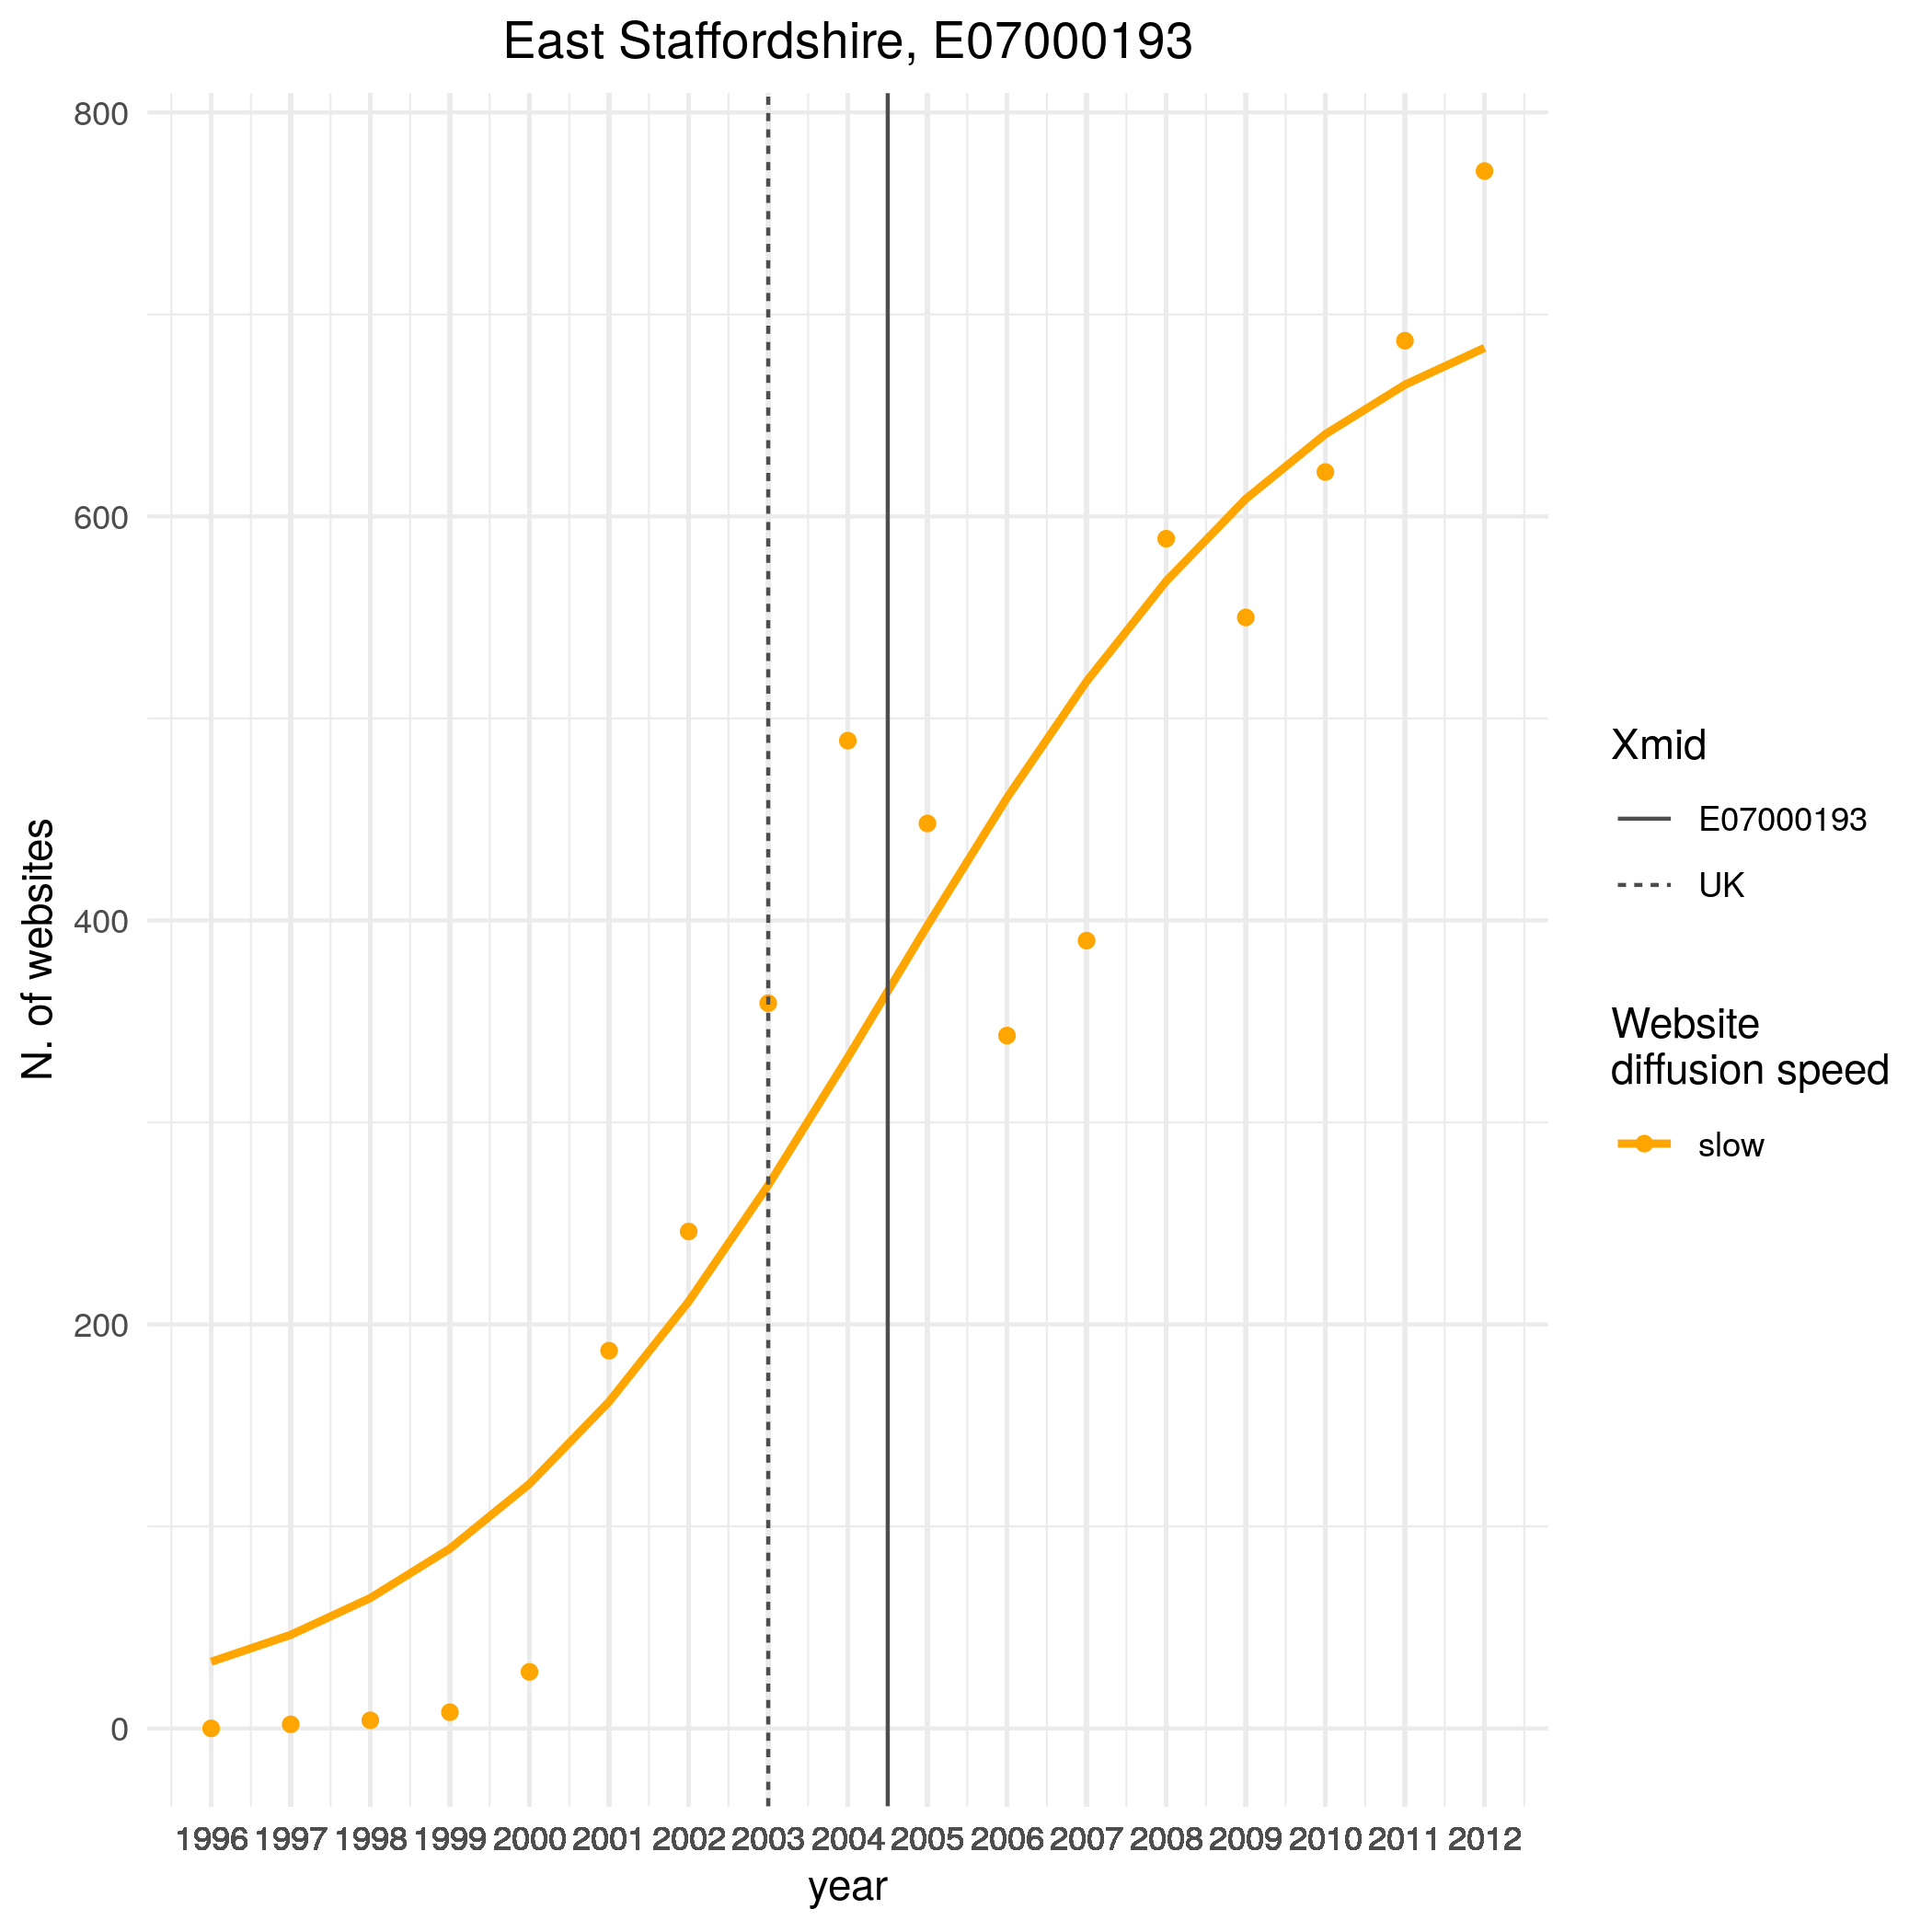 East Staffordshire, E07000193
800
600
400
200
0
N. of websites
1996 1997 1998 1999 2000 2001 2002 2003 2004 2005 2006 2007 2008 2009 2010 2011 2012
year
Xmid
E07000193
UK
Website
diffusion speed
slow